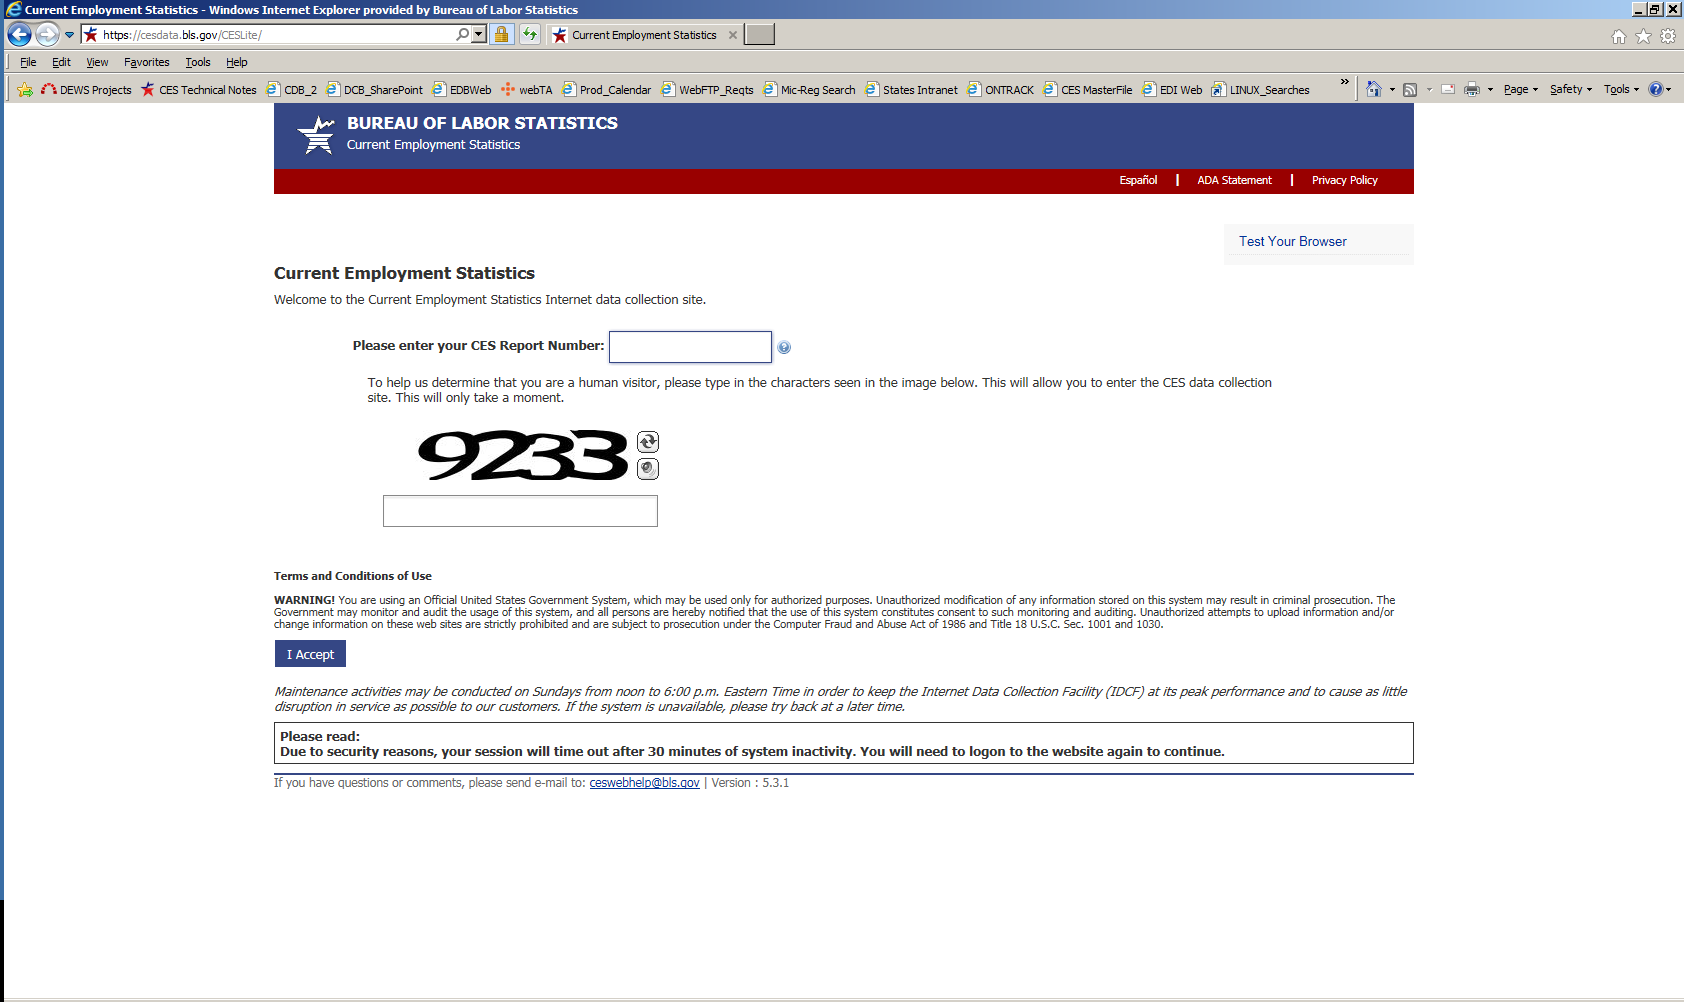 Current Employment Statistics - Windows Internet Explorer provided by Bureau of Labor Statistics
https://cesdata.bls.gov/CESLite/
Current Employment Statistics
File Edit View Favorites Tools Help
DEWS Projects CES Technical Notes CDB_2 DCB_SharePoint EDBWeb webTA Prod_Calendar WebFTP_Reqts Mic-Reg Search States Intranet ONTRACK CES MasterFile EDI Web LINUX_Searches » Page Safety Tools
BUREAU OF LABOR STATISTICS
Current Employment Statistics
Español | ADA Statement | Privacy Policy
Test Your Browser
Current Employment Statistics
Welcome to the Current Employment Statistics Internet data collection site.
Please enter your CES Report Number:
To help us determine that you are a human visitor, please type in the characters seen in the image below. This will allow you to enter the CES data collection
site. This will only take a moment.
9233
Terms and Conditions of Use
WARNING! You are using an Official United States Government System, which may be used only for authorized purposes. Unauthorized modification of any information stored on this system may result in criminal prosecution. The
Government may monitor and audit the usage of this system, and all persons are hereby notified that the use of this system constitutes consent to such monitoring and auditing. Unauthorized attempts to upload information and/or
change information on these web sites are strictly prohibited and are subject to prosecution under the Computer Fraud and Abuse Act of 1986 and Title 18 U.S.C. Sec. 1001 and 1030.
I Accept
Maintenance activities may be conducted on Sundays from noon to 6:00 p.m. Eastern Time in order to keep the Internet Data Collection Facility (IDCF) at its peak performance and to cause as little
disruption in service as possible to our customers. If the system is unavailable, please try back at a later time.
Please read:
Due to security reasons, your session will time out after 30 minutes of system inactivity. You will need to logon to the website again to continue.
If you have questions or comments, please send e-mail to: ceswebhelp@bls.gov | Version : 5.3.1